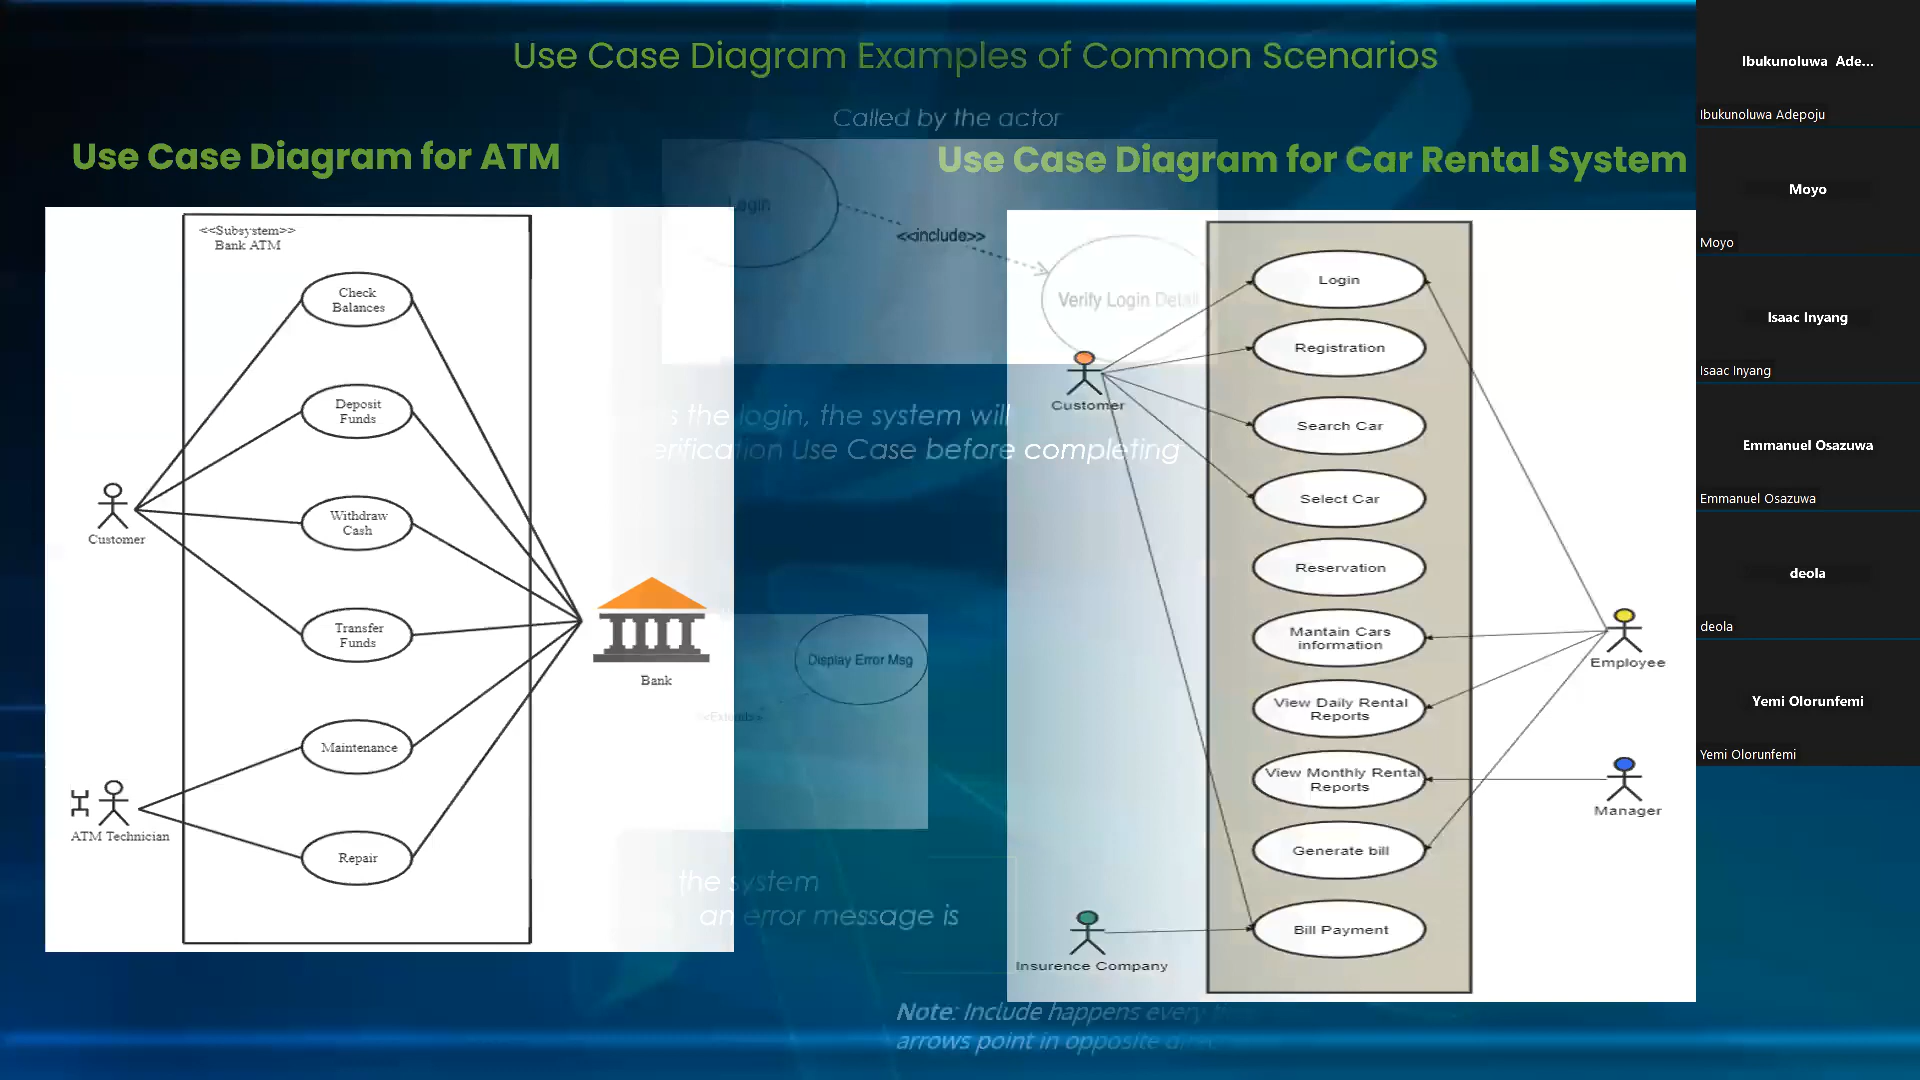 Use Case Diagram Examples of Common Scenarios
Called by the actor
Use Case Diagram for ATM
Use Case Diagram for Car Rental System
<<Subsystem>>
Bank ATM
Check
Balances
Deposit
Funds
Withdraw
Cash
Transfer
Funds
Maintenance
Repair
Customer
ATM Technician
Bank
Login
<<include>>
Verify Login Detail
s the login, the system will
erification Use Case before completing
Display Error Msg
<<Extends>>
the system
an error message is
Note: Include happens every
arrows point in opposite
Login
Registration
Search Car
Select Car
Reservation
Mantain Cars
information
View Daily Rental
Reports
View Monthly Rental
Reports
Generate bill
Bill Payment
Customer
Insurence Company
Employee
Manager
Ibukunoluwa Ade...
Ibukunoluwa Adepoju
Moyo
Moyo
Isaac Inyang
Isaac Inyang
Emmanuel Osazuwa
Emmanuel Osazuwa
deola
deola
Yemi Olorunfemi
Yemi Olorunfemi